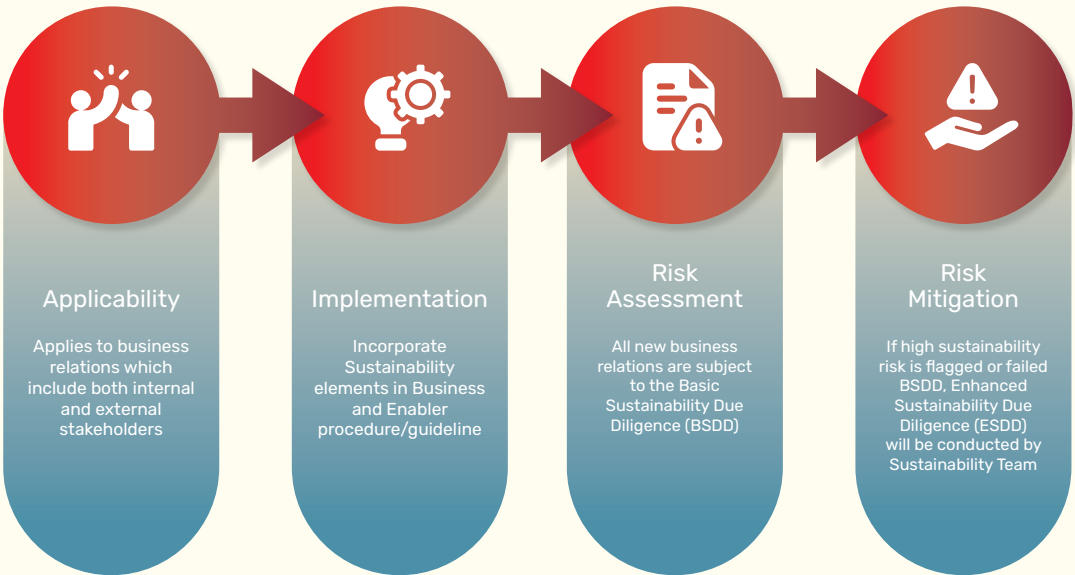 Applicability
Applies to business
relations which
include both internal
and external
stakeholders
Implementation
Incorporate
Sustainability
elements in Business
and Enabler
procedure/guideline
Risk
Assessment
All new business
relations are subject
to the Basic
Sustainability Due
Diligence (BSDD)
Risk
Mitigation
If high sustainability
risk is flagged or failed
BSDD, Enhanced
Sustainability Due
Diligence (ESDD)
will be conducted by
Sustainability Team